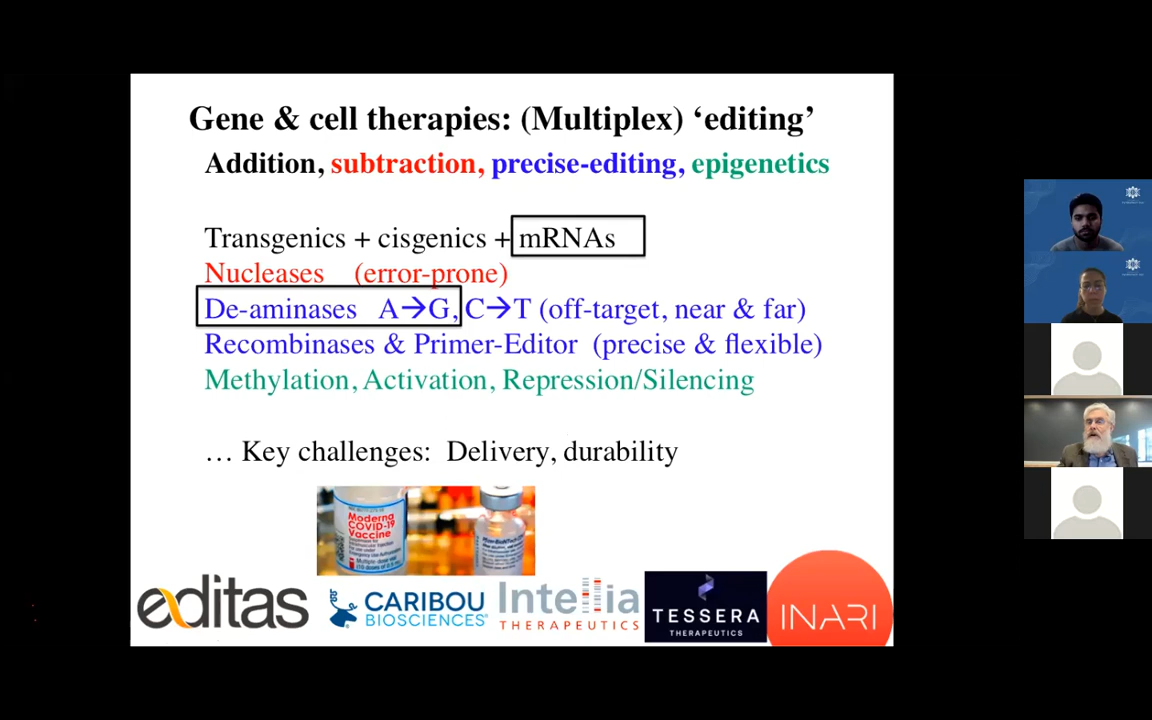 Gene & cell therapies: (Multiplex) ‘editing’
Addition, subtraction, precise-editing, epigenetics
Transgenics + cisgenics + mRNAs
Nucleases (error-prone)
De-aminases A→G, C→T (off-target, near & far)
Recombinases & Primer-Editor (precise & flexible)
Methylation, Activation, Repression/Silencing
… Key challenges: Delivery, durability
Moderna
COVID-19
Vaccine
editas
CARIBOU
BIOSCIENCES
Intellia
THERAPEUTICS
TESSERA
THERAPEUTICS
INARI